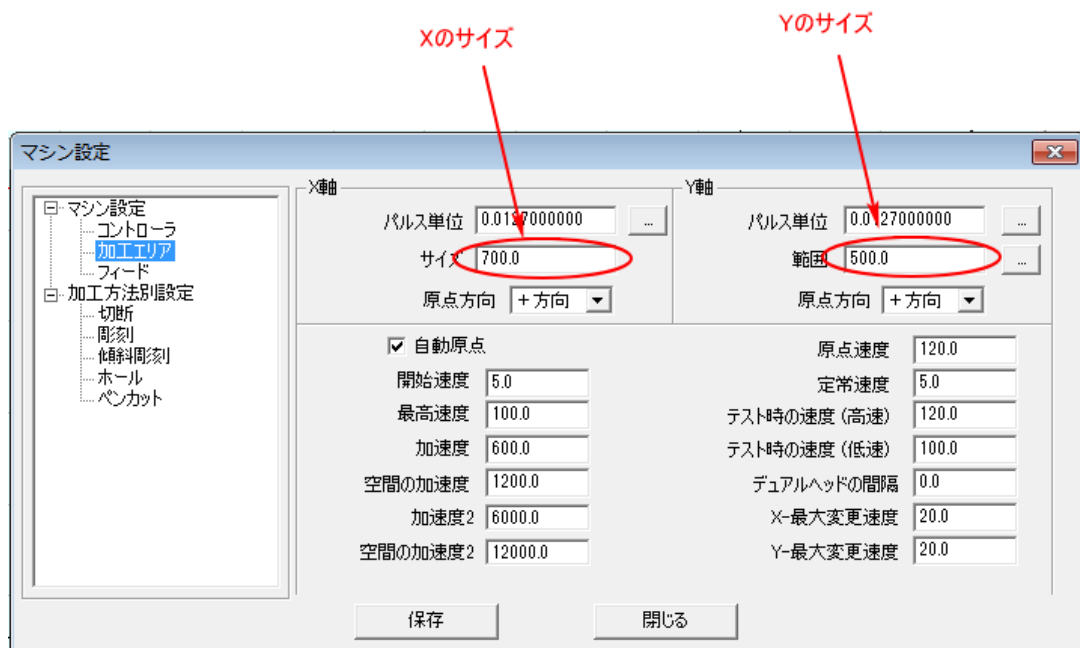 Xのサイズ
Yのサイズ
マシン設定
マシン設定
コントローラ
加工エリア
フィード
加工方法別設定
切断
彫刻
傾斜彫刻
ホール
ペンカット
X軸
パルス単位 0.0127000000 ...
サイズ 700.0
原点方向 +方向
Y軸
パルス単位 0.0127000000 ...
範囲 500.0 ...
原点方向 +方向
自動原点
開始速度 5.0
最高速度 100.0
加速度 600.0
空間の加速度 1200.0
加速度2 6000.0
空間の加速度2 12000.0
原点速度 120.0
定常速度 5.0
テスト時の速度 (高速) 120.0
テスト時の速度 (低速) 100.0
デュアルヘッドの間隔 0.0
X-最大変更速度 20.0
Y-最大変更速度 20.0
保存
閉じる